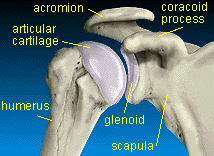 acromion
coracoid
process
articular
cartilage
humerus
glenoid
scapula